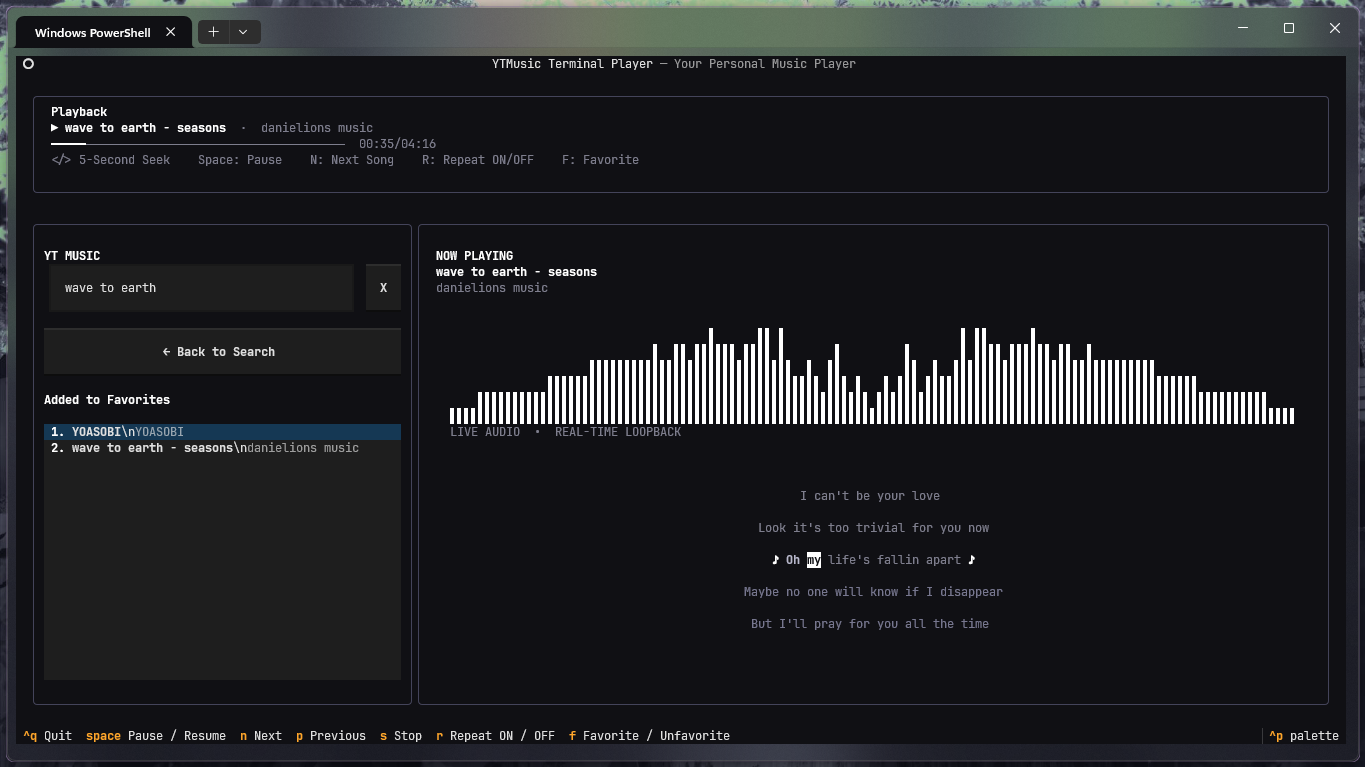 Windows PowerShell
YTMusic Terminal Player — Your Personal Music Player
Playback
▶ wave to earth - seasons · danielions music
00:35/04:16
</> 5-Second Seek Space: Pause N: Next Song R: Repeat ON/OFF F: Favorite
YT MUSIC
wave to earth
X
← Back to Search
Added to Favorites
1. YOASOBI\nYOASOBI
2. wave to earth - seasons\ndanielions music
NOW PLAYING
wave to earth - seasons
danielions music
LIVE AUDIO • REAL-TIME LOOPBACK
I can't be your love
Look it's too trivial for you now
♪ Oh my life's fallin apart ♪
Maybe no one will know if I disappear
But I'll pray for you all the time
^q Quit space Pause / Resume n Next p Previous s Stop r Repeat ON / OFF f Favorite / Unfavorite
^p palette